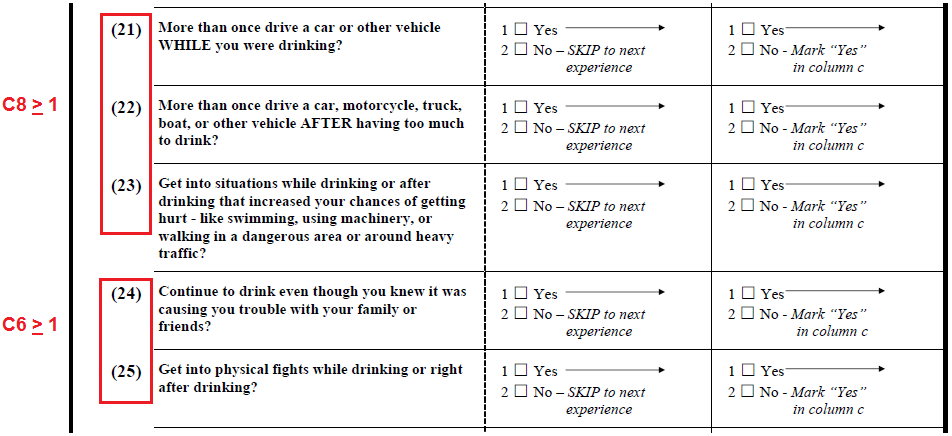 (21) More than once drive a car or other vehicle 1 ☐ Yes 1 ☐ Yes
WHILE you were drinking? 2 ☐ No – SKIP to next 2 ☐ No - Mark “Yes”
experience in column c
C8 ≥ 1
(22) More than once drive a car, motorcycle, truck, 1 ☐ Yes 1 ☐ Yes
boat, or other vehicle AFTER having too much 2 ☐ No – SKIP to next 2 ☐ No - Mark “Yes”
to drink? experience in column c
(23) Get into situations while drinking or after 1 ☐ Yes 1 ☐ Yes
drinking that increased your chances of getting 2 ☐ No – SKIP to next 2 ☐ No - Mark “Yes”
hurt - like swimming, using machinery, or experience in column c
walking in a dangerous area or around heavy
traffic?
(24) Continue to drink even though you knew it was 1 ☐ Yes 1 ☐ Yes
causing you trouble with your family or 2 ☐ No – SKIP to next 2 ☐ No - Mark “Yes”
friends? experience in column c
C6 ≥ 1
(25) Get into physical fights while drinking or right 1 ☐ Yes 1 ☐ Yes
after drinking? 2 ☐ No – SKIP to next 2 ☐ No - Mark “Yes”
experience in column c